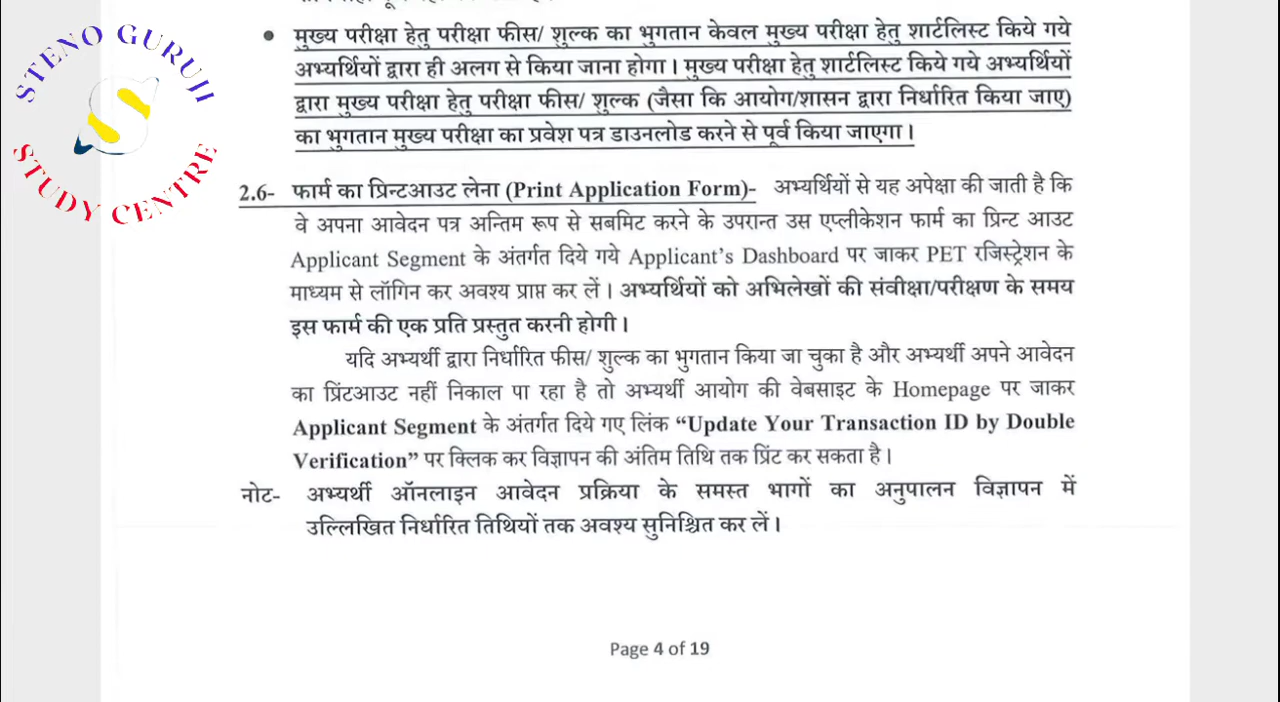 STENO GURUJI
STUDY CENTRE
• मुख्य परीक्षा हेतु परीक्षा फीस/ शुल्क का भुगतान केवल मुख्य परीक्षा हेतु शार्टलिस्ट किये गये
अभ्यर्थियों द्वारा ही अलग से किया जाना होगा। मुख्य परीक्षा हेतु शार्टलिस्ट किये गये अभ्यर्थियों
द्वारा मुख्य परीक्षा हेतु परीक्षा फीस/ शुल्क (जैसा कि आयोग/शासन द्वारा निर्धारित किया जाए)
का भुगतान मुख्य परीक्षा का प्रवेश पत्र डाउनलोड करने से पूर्व किया जाएगा।
2.6- फार्म का प्रिन्टआउट लेना (Print Application Form)- अभ्यर्थियों से यह अपेक्षा की जाती है कि
वे अपना आवेदन पत्र अन्तिम रूप से सबमिट करने के उपरान्त उस एप्लीकेशन फार्म का प्रिन्ट आउट
Applicant Segment के अंतर्गत दिये गये Applicant's Dashboard पर जाकर PET रजिस्ट्रेशन के
माध्यम से लॉगिन कर अवश्य प्राप्त कर लें। अभ्यर्थियों को अभिलेखों की संवीक्षा/परीक्षण के समय
इस फार्म की एक प्रति प्रस्तुत करनी होगी।
यदि अभ्यर्थी द्वारा निर्धारित फीस/ शुल्क का भुगतान किया जा चुका है और अभ्यर्थी अपने आवेदन
का प्रिंटआउट नहीं निकाल पा रहा है तो अभ्यर्थी आयोग की वेबसाइट के Homepage पर जाकर
Applicant Segment के अंतर्गत दिये गए लिंक “Update Your Transaction ID by Double
Verification” पर क्लिक कर विज्ञापन की अंतिम तिथि तक प्रिंट कर सकता है।
नोट- अभ्यर्थी ऑनलाइन आवेदन प्रक्रिया के समस्त भागों का अनुपालन विज्ञापन में
उल्लिखित निर्धारित तिथियों तक अवश्य सुनिश्चित कर लें।
Page 4 of 19